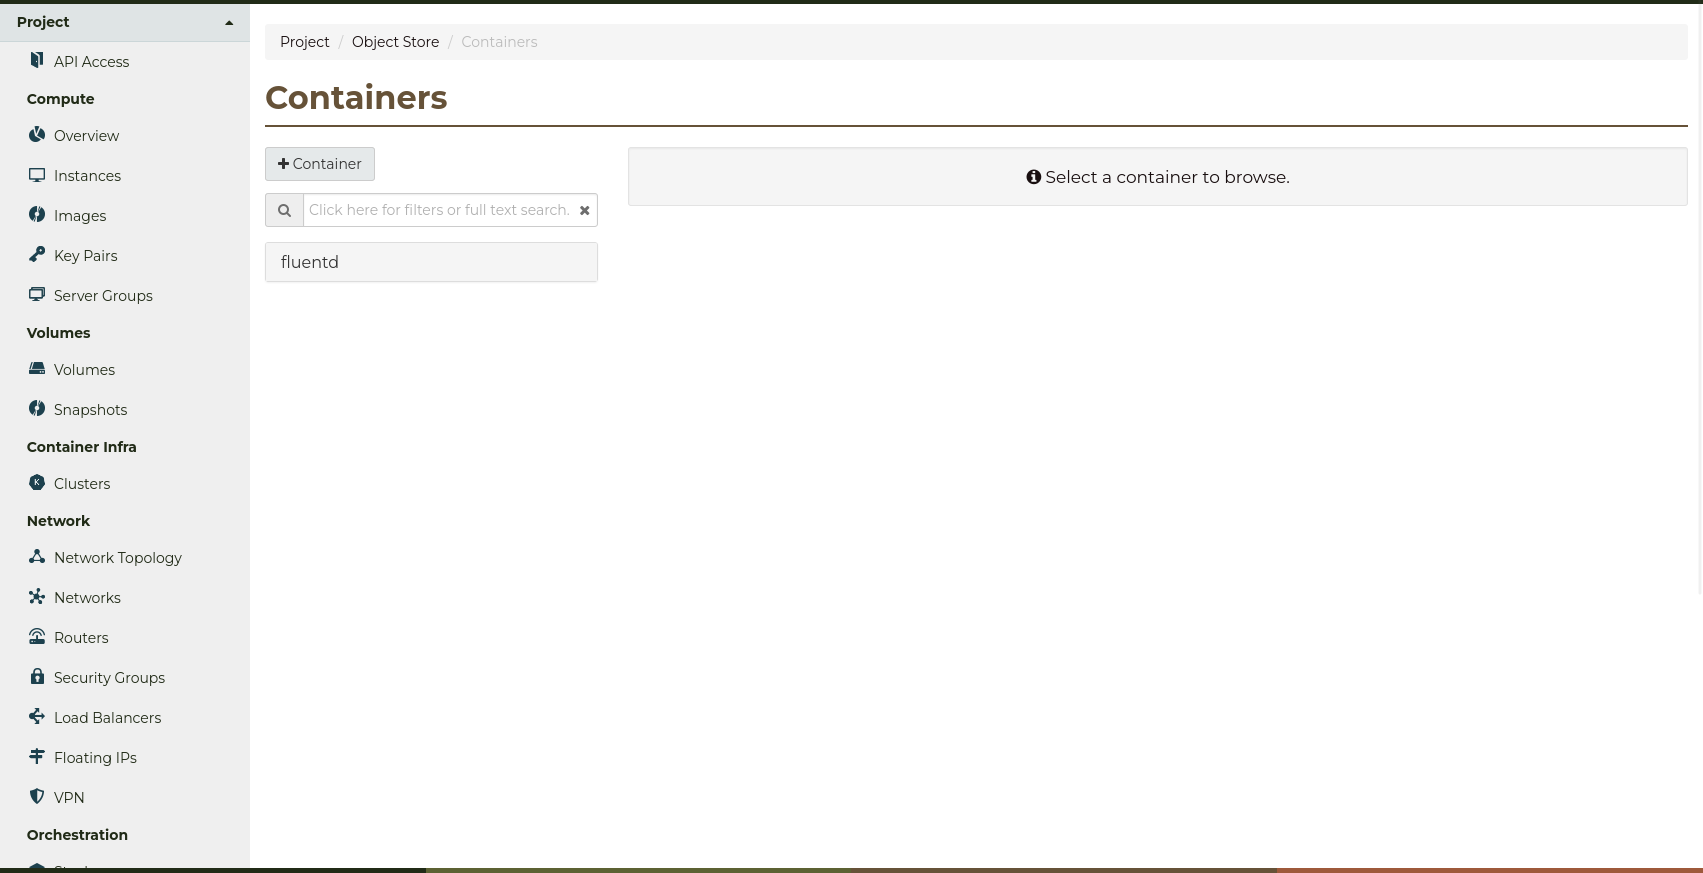 Project
API Access
Compute
Overview
Instances
Images
Key Pairs
Server Groups
Volumes
Volumes
Snapshots
Container Infra
K
Clusters
Network
Network Topology
Networks
Routers
Security Groups
Load Balancers
Floating IPs
VPN
Orchestration
Project / Object Store / Containers
Containers
+ Container
Click here for filters or full text search.
fluentd
Select a container to browse.